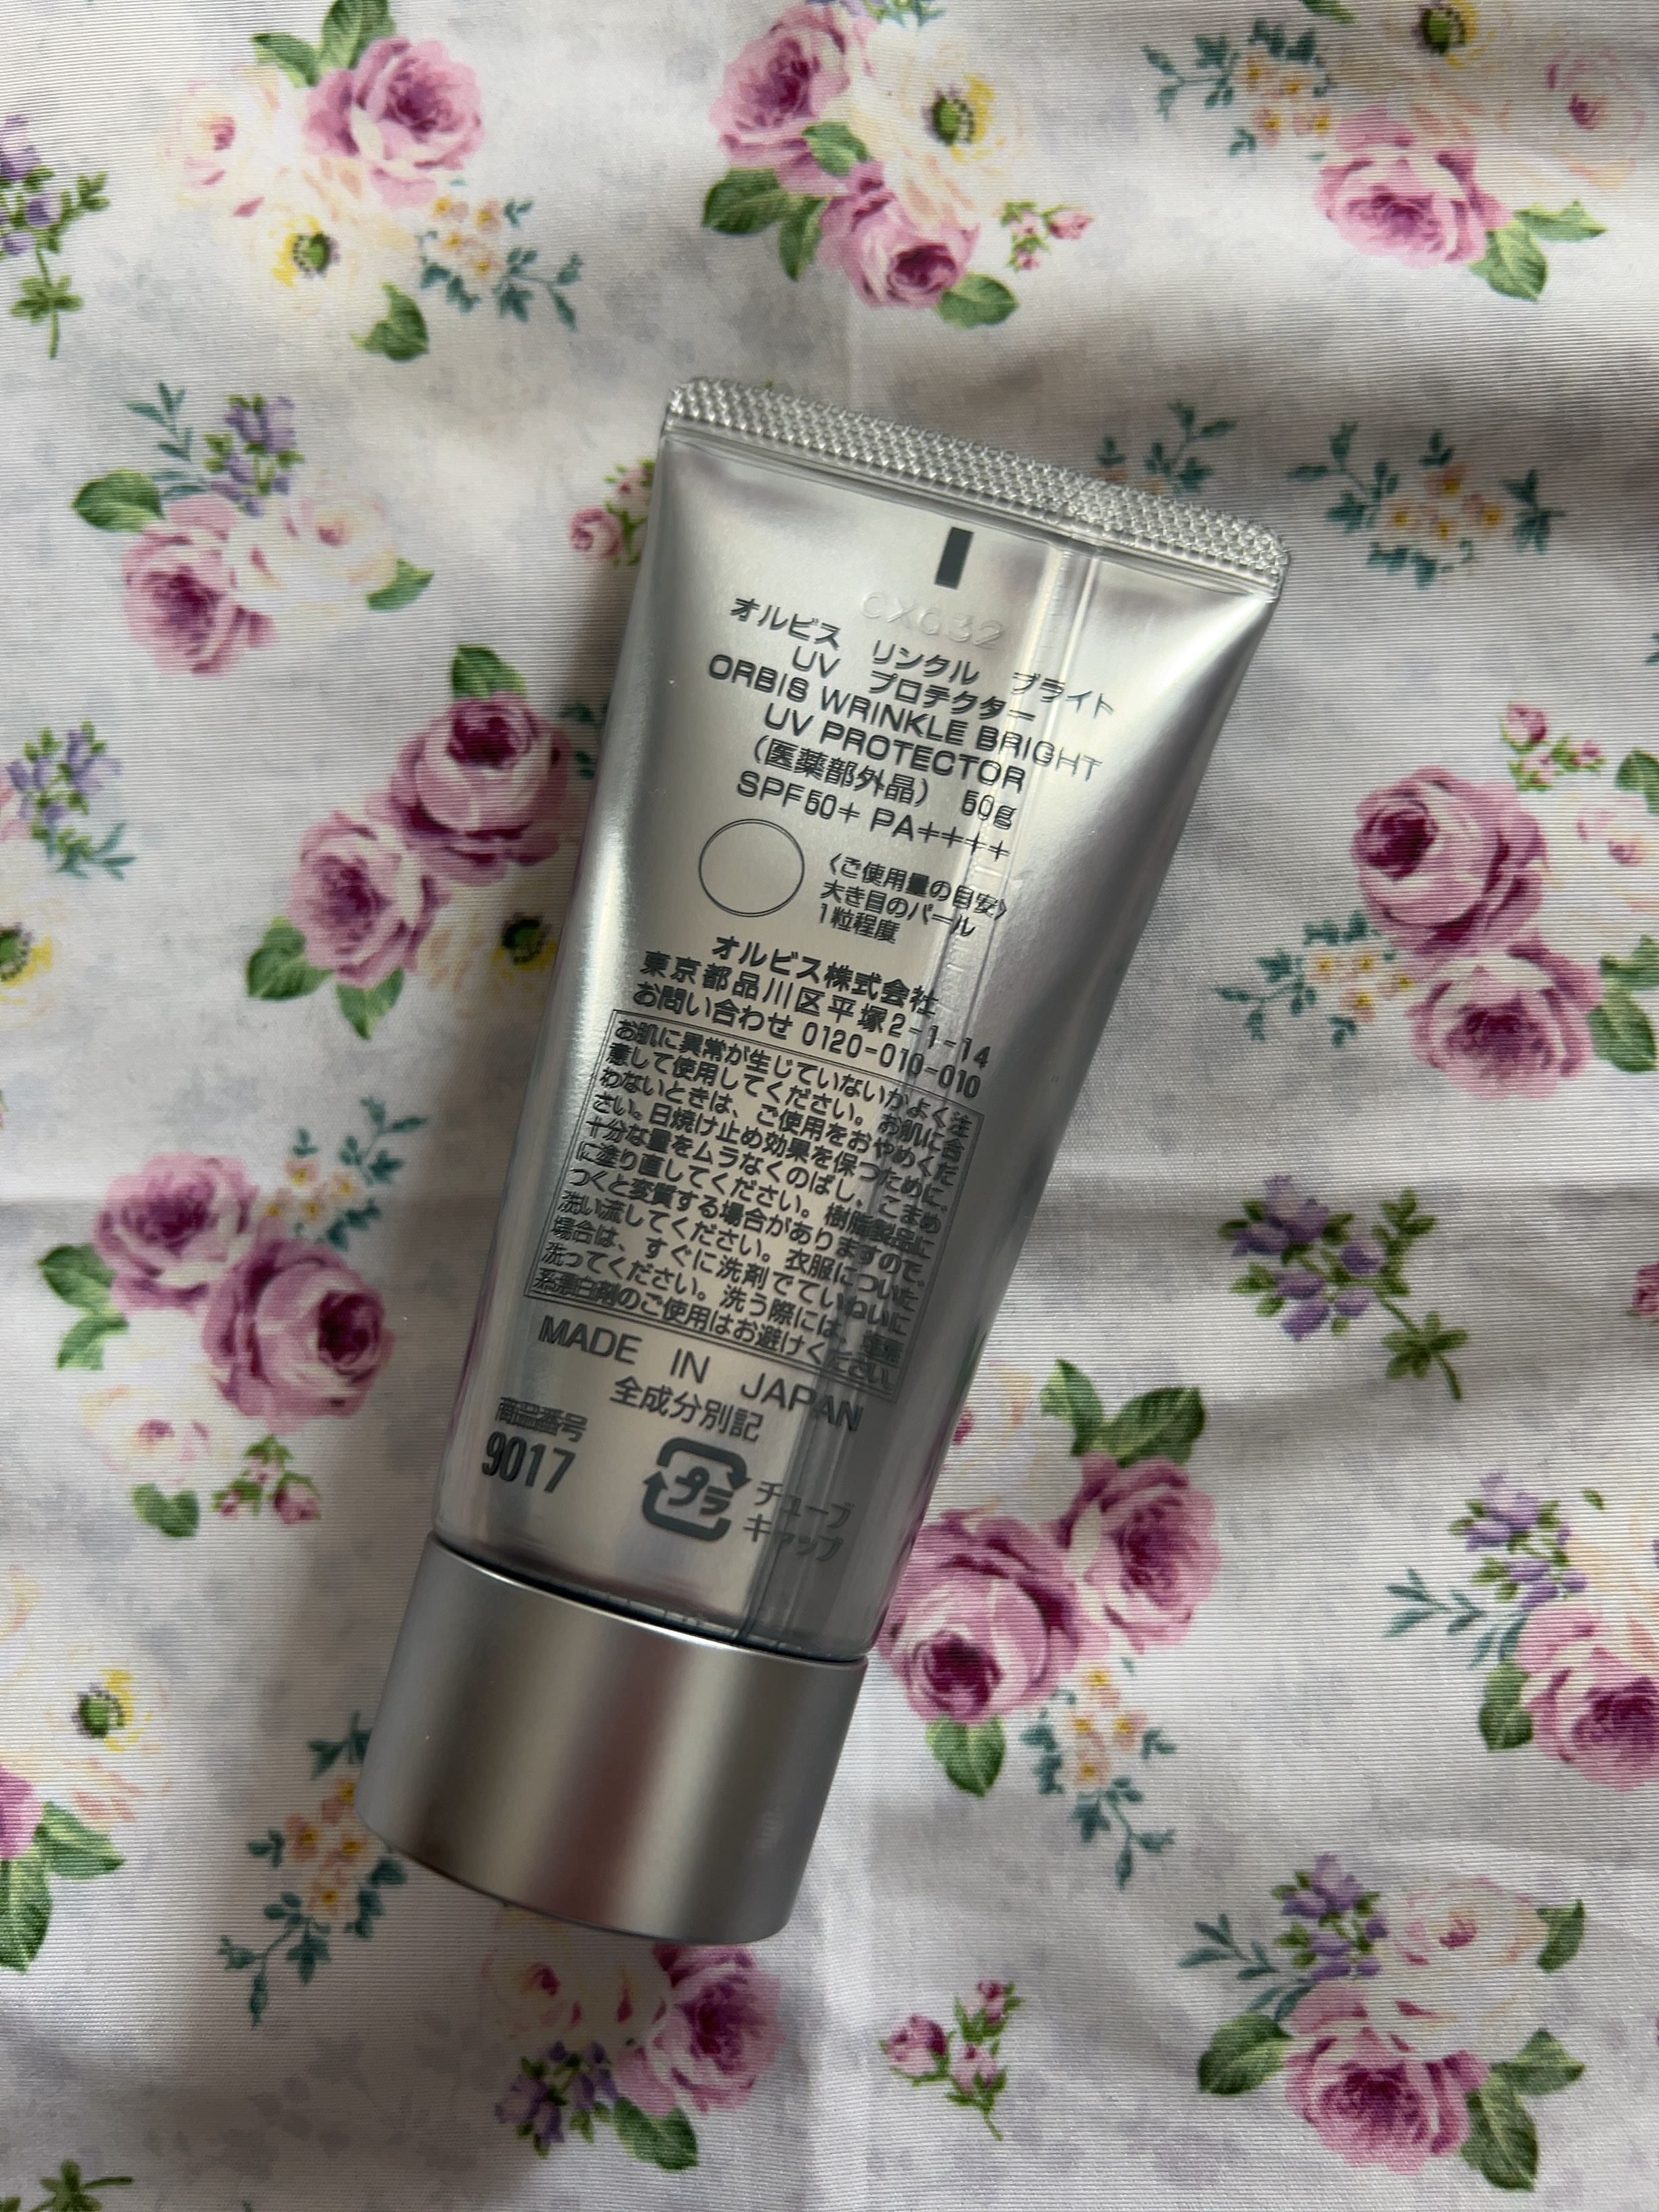 CX632
オルビス リンクル ブライト
UV プロテクター
ORBIS WRINKLE BRIGHT
UV PROTECTOR
(医薬部外品) 50g
SPF50+ PA++++
〈ご使用量の目安〉
大き目のパール
1粒程度
オルビス株式会社
東京都品川区平塚2-1-14
お問い合わせ 0120-010-010
お肌に異常が生じていないかよく注
意して使用してください。お肌に合
わないときは、ご使用をおやめくだ
さい。日焼け止め効果を保つために、
十分な量をムラなくのばし、こまめ
に塗り直してください。樹脂製品に
つくと変質する場合がありますので、
洗い流してください。衣服についた
場合は、すぐに洗剤でていねいに
洗ってください。洗う際には、塩素
系漂白剤のご使用はお避けください。
MADE IN JAPAN
全成分別記
商品番号
9017
プラ
チューブ
キャップ